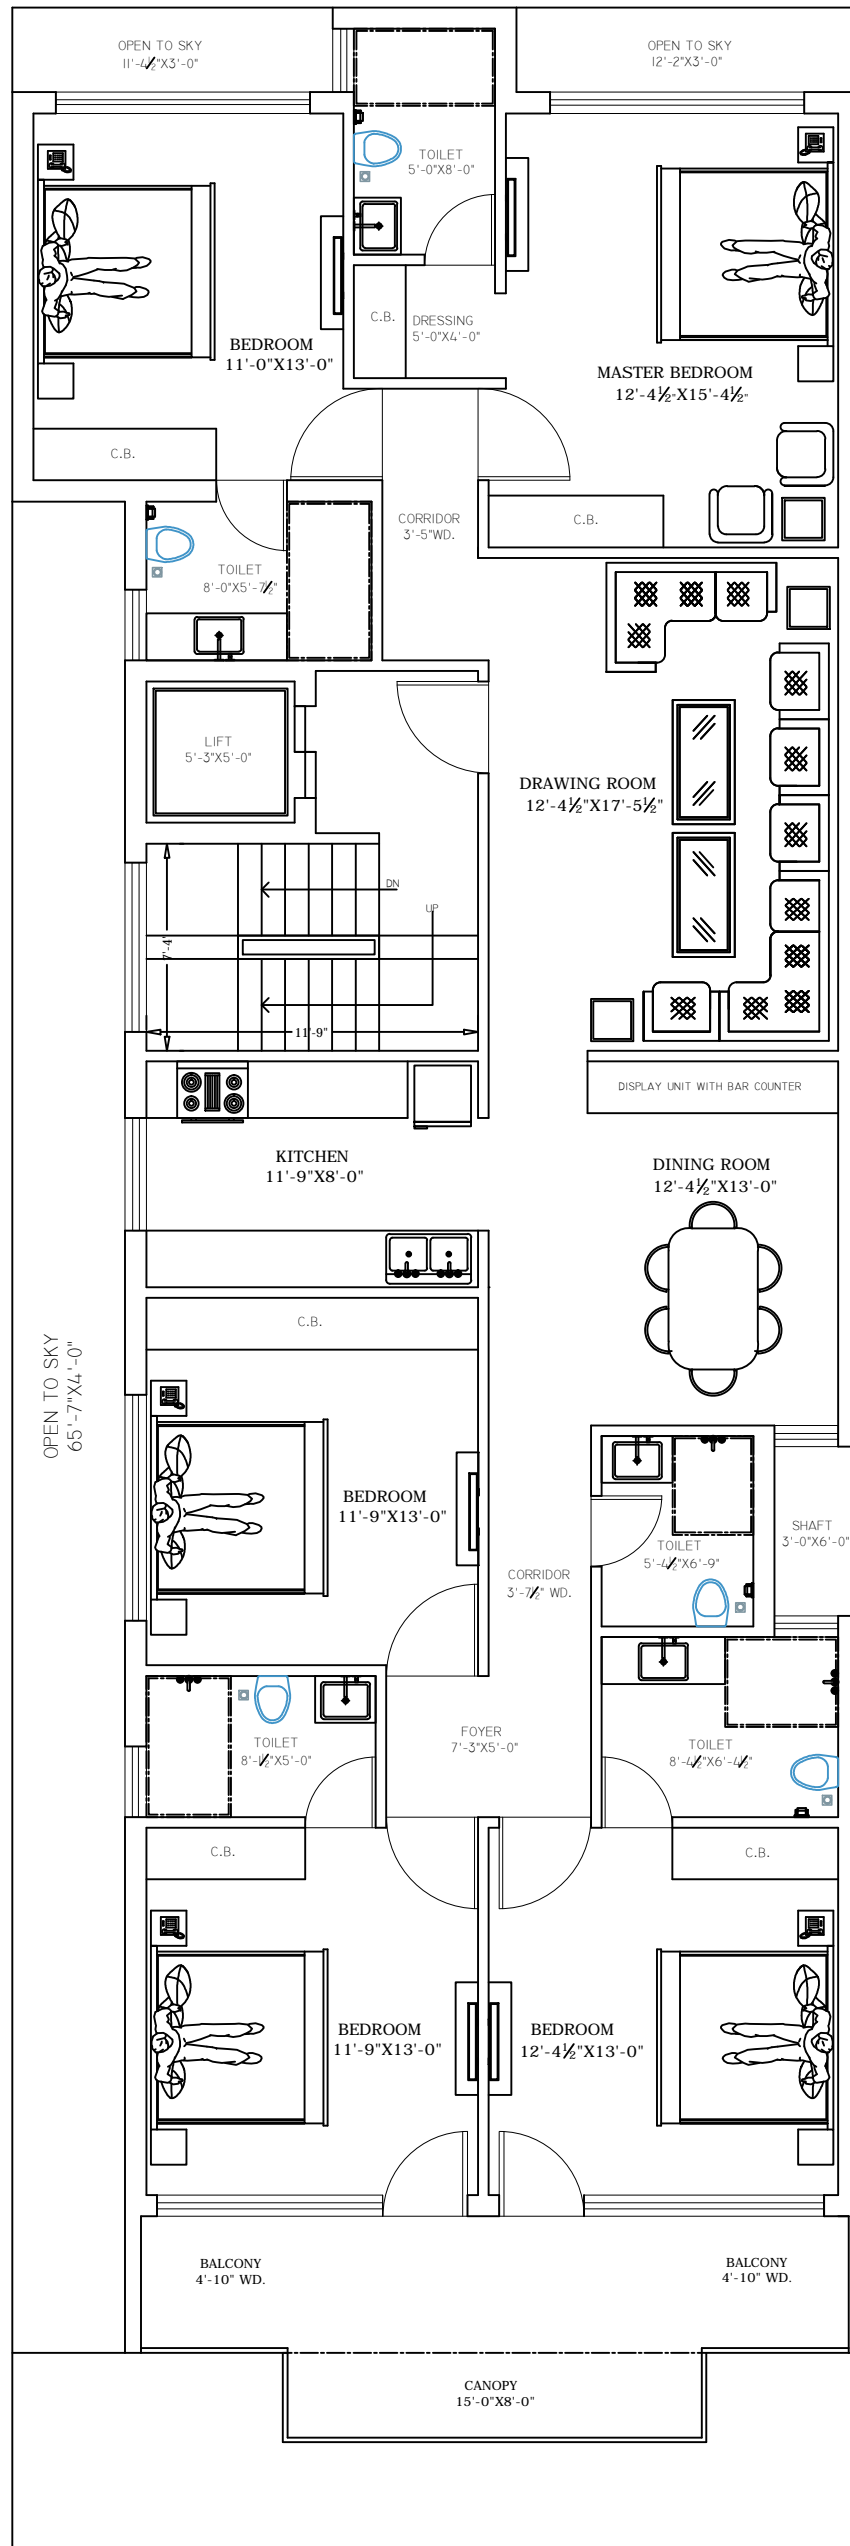 OPEN TO SKY
11'-4½"X3'-0"
OPEN TO SKY
12'-2"X3'-0"
TOILET
5'-0"X8'-0"
C.B.
DRESSING
5'-0"X4'-0"
BEDROOM
11'-0"X13'-0"
MASTER BEDROOM
12'-4½"X15'-4½"
C.B.
C.B.
CORRIDOR
3'-5"WD.
TOILET
8'-0"X5'-7½"
LIFT
5'-3"X5'-0"
DRAWING ROOM
12'-4½"X17'-5½"
DN
UP
7'-4"
11'-9"
DISPLAY UNIT WITH BAR COUNTER
KITCHEN
11'-9"X8'-0"
DINING ROOM
12'-4½"X13'-0"
C.B.
OPEN TO SKY
65'-7"X4'-0"
BEDROOM
11'-9"X13'-0"
SHAFT
3'-0"X6'-0"
TOILET
5'-4½"X6'-9"
CORRIDOR
3'-7½" WD.
FOYER
7'-3"X5'-0"
TOILET
8'-1½"X5'-0"
TOILET
8'-4½"X6'-4½"
C.B.
C.B.
BEDROOM
11'-9"X13'-0"
BEDROOM
12'-4½"X13'-0"
BALCONY
4'-10" WD.
BALCONY
4'-10" WD.
CANOPY
15'-0"X8'-0"